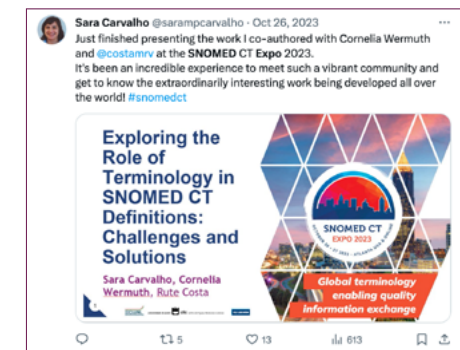 Sara Carvalho @sarampcarvalho · Oct 26, 2023
Just finished presenting the work I co-authored with Cornelia Wermuth
and @costamrv at the SNOMED CT Expo 2023.
It's been an incredible experience to meet such a vibrant community and
get to know the extraordinarily interesting work being developed all over
the world! #snomedct
Exploring the
Role of
Terminology in
SNOMED CT
Definitions:
Challenges and
Solutions
Sara Carvalho, Cornelia
Wermuth, Rute Costa
SNOMED CT
EXPO 2023
Global terminology
enabling quality
information exchange
5
13
613